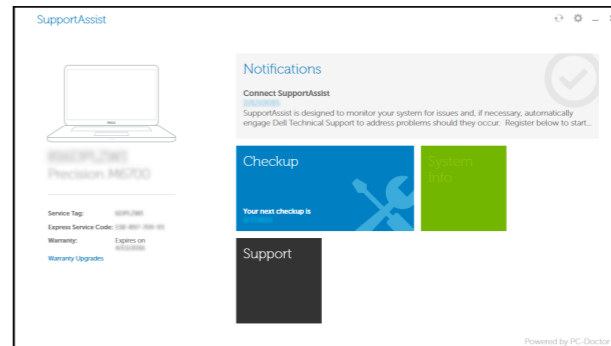 SupportAssist
Notifications
Connect SupportAssist
SupportAssist is designed to monitor your system for issues and, if necessary, automatically
engage Dell Technical Support to address problems should they occur. Register below to start...
Precision M6700
Checkup
System
Info
Your next checkup is
Service Tag:
Express Service Code:
Warranty: Expires on
Warranty Upgrades
Support
Powered by PC-Doctor